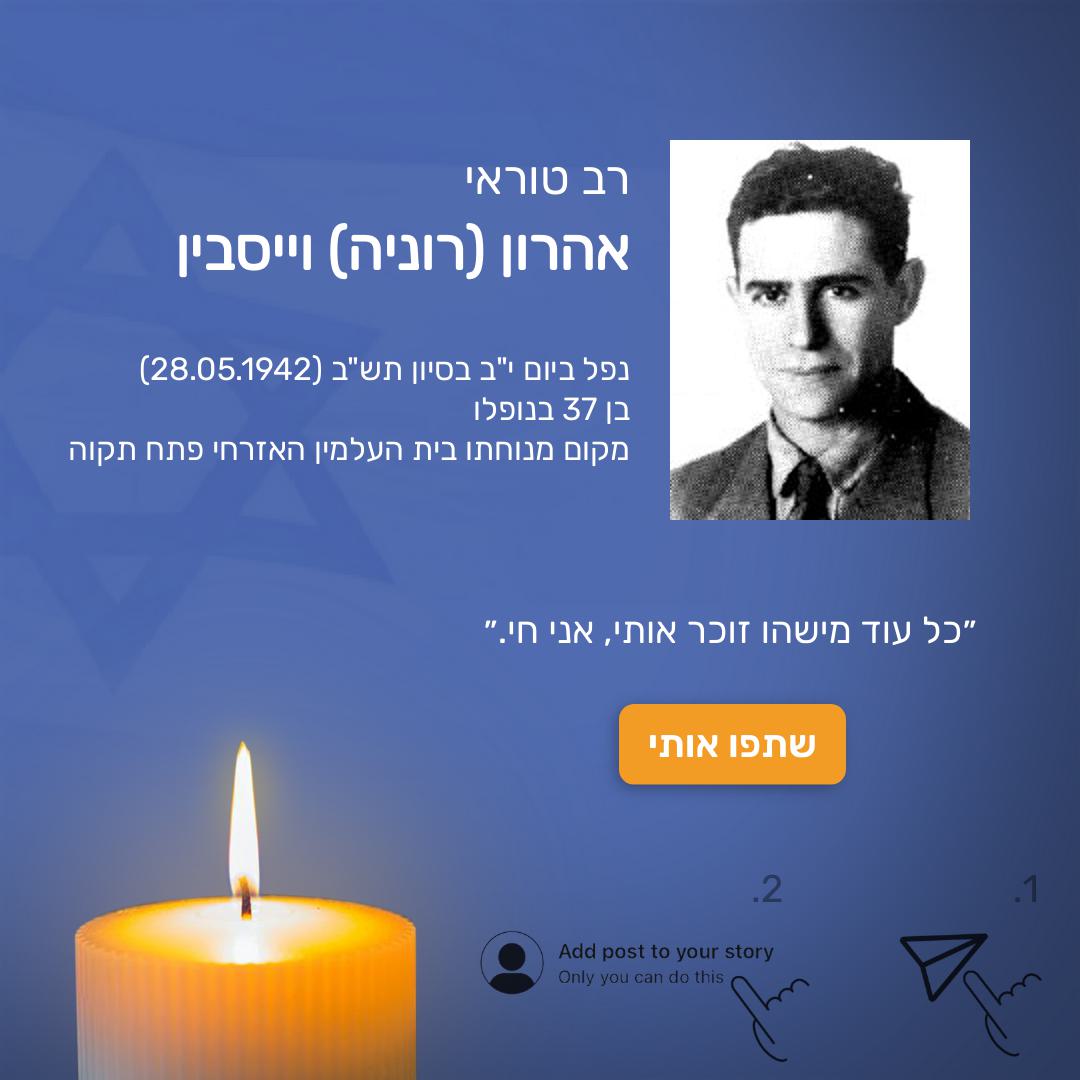 רב טוראי
אהרון (רוניה) וייסבין
נפל ביום י"ב בסיון תש"ב (28.05.1942)
בן 37 בנופלו
מקום מנוחתו בית העלמין האזרחי פתח תקוה
״כל עוד מישהו זוכר אותי, אני חי.״
שתפו אותי
1.
2.
Add post to your story
Only you can do this